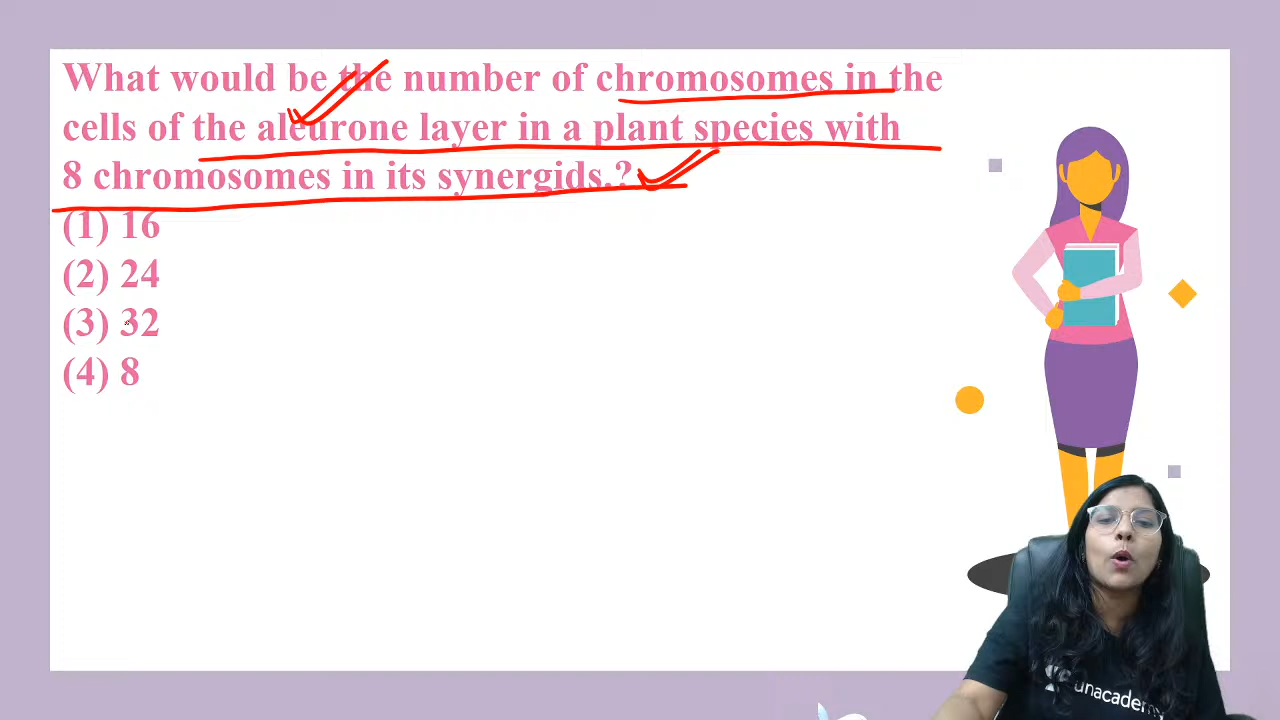 What would be the number of chromosomes in the
cells of the aleurone layer in a plant species with
8 chromosomes in its synergids.?
(1) 16
(2) 24
(3) 32
(4) 8
unacademy